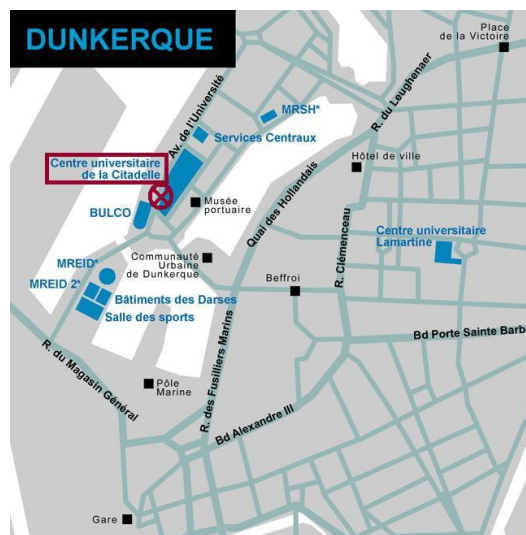 DUNKERQUE
Place
de la Victoire
Av. de l'Université
MRSH*
R. du Leughenaer
Services Centraux
Centre universitaire
de la Citadelle
Hôtel de ville
Musée
portuaire
BULCO
Quai des Hollandais
R. Clémenceau
Centre universitaire
Lamartine
Communauté
Urbaine
de Dunkerque
MREID*
MREID 2*
Beffroi
Bâtiments des Darses
Salle des sports
Bd Porte Sainte Barb
R. du Magasin Général
R. des Fusilliers Marins
Pôle
Marine
Bd Alexandre III
Gare